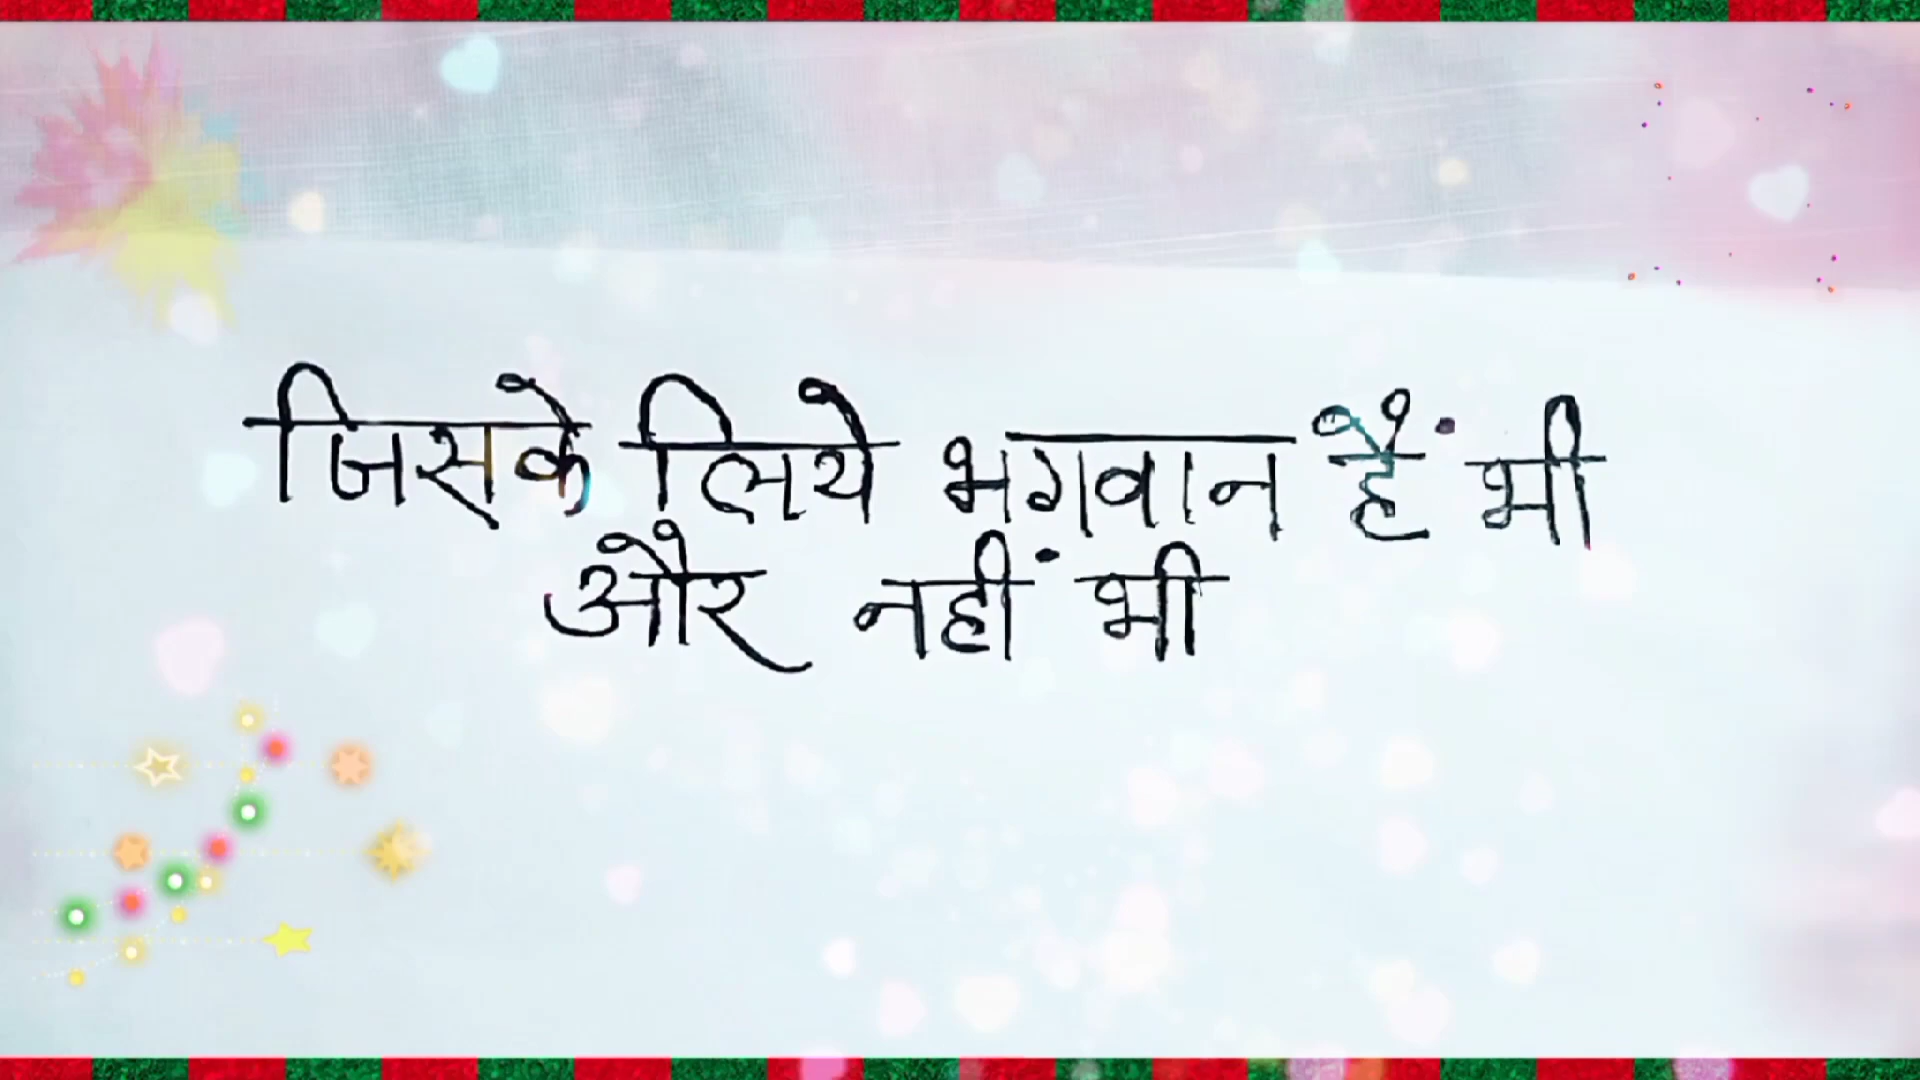 जिसके लिये भगवान हैं भी
और नहीं भी